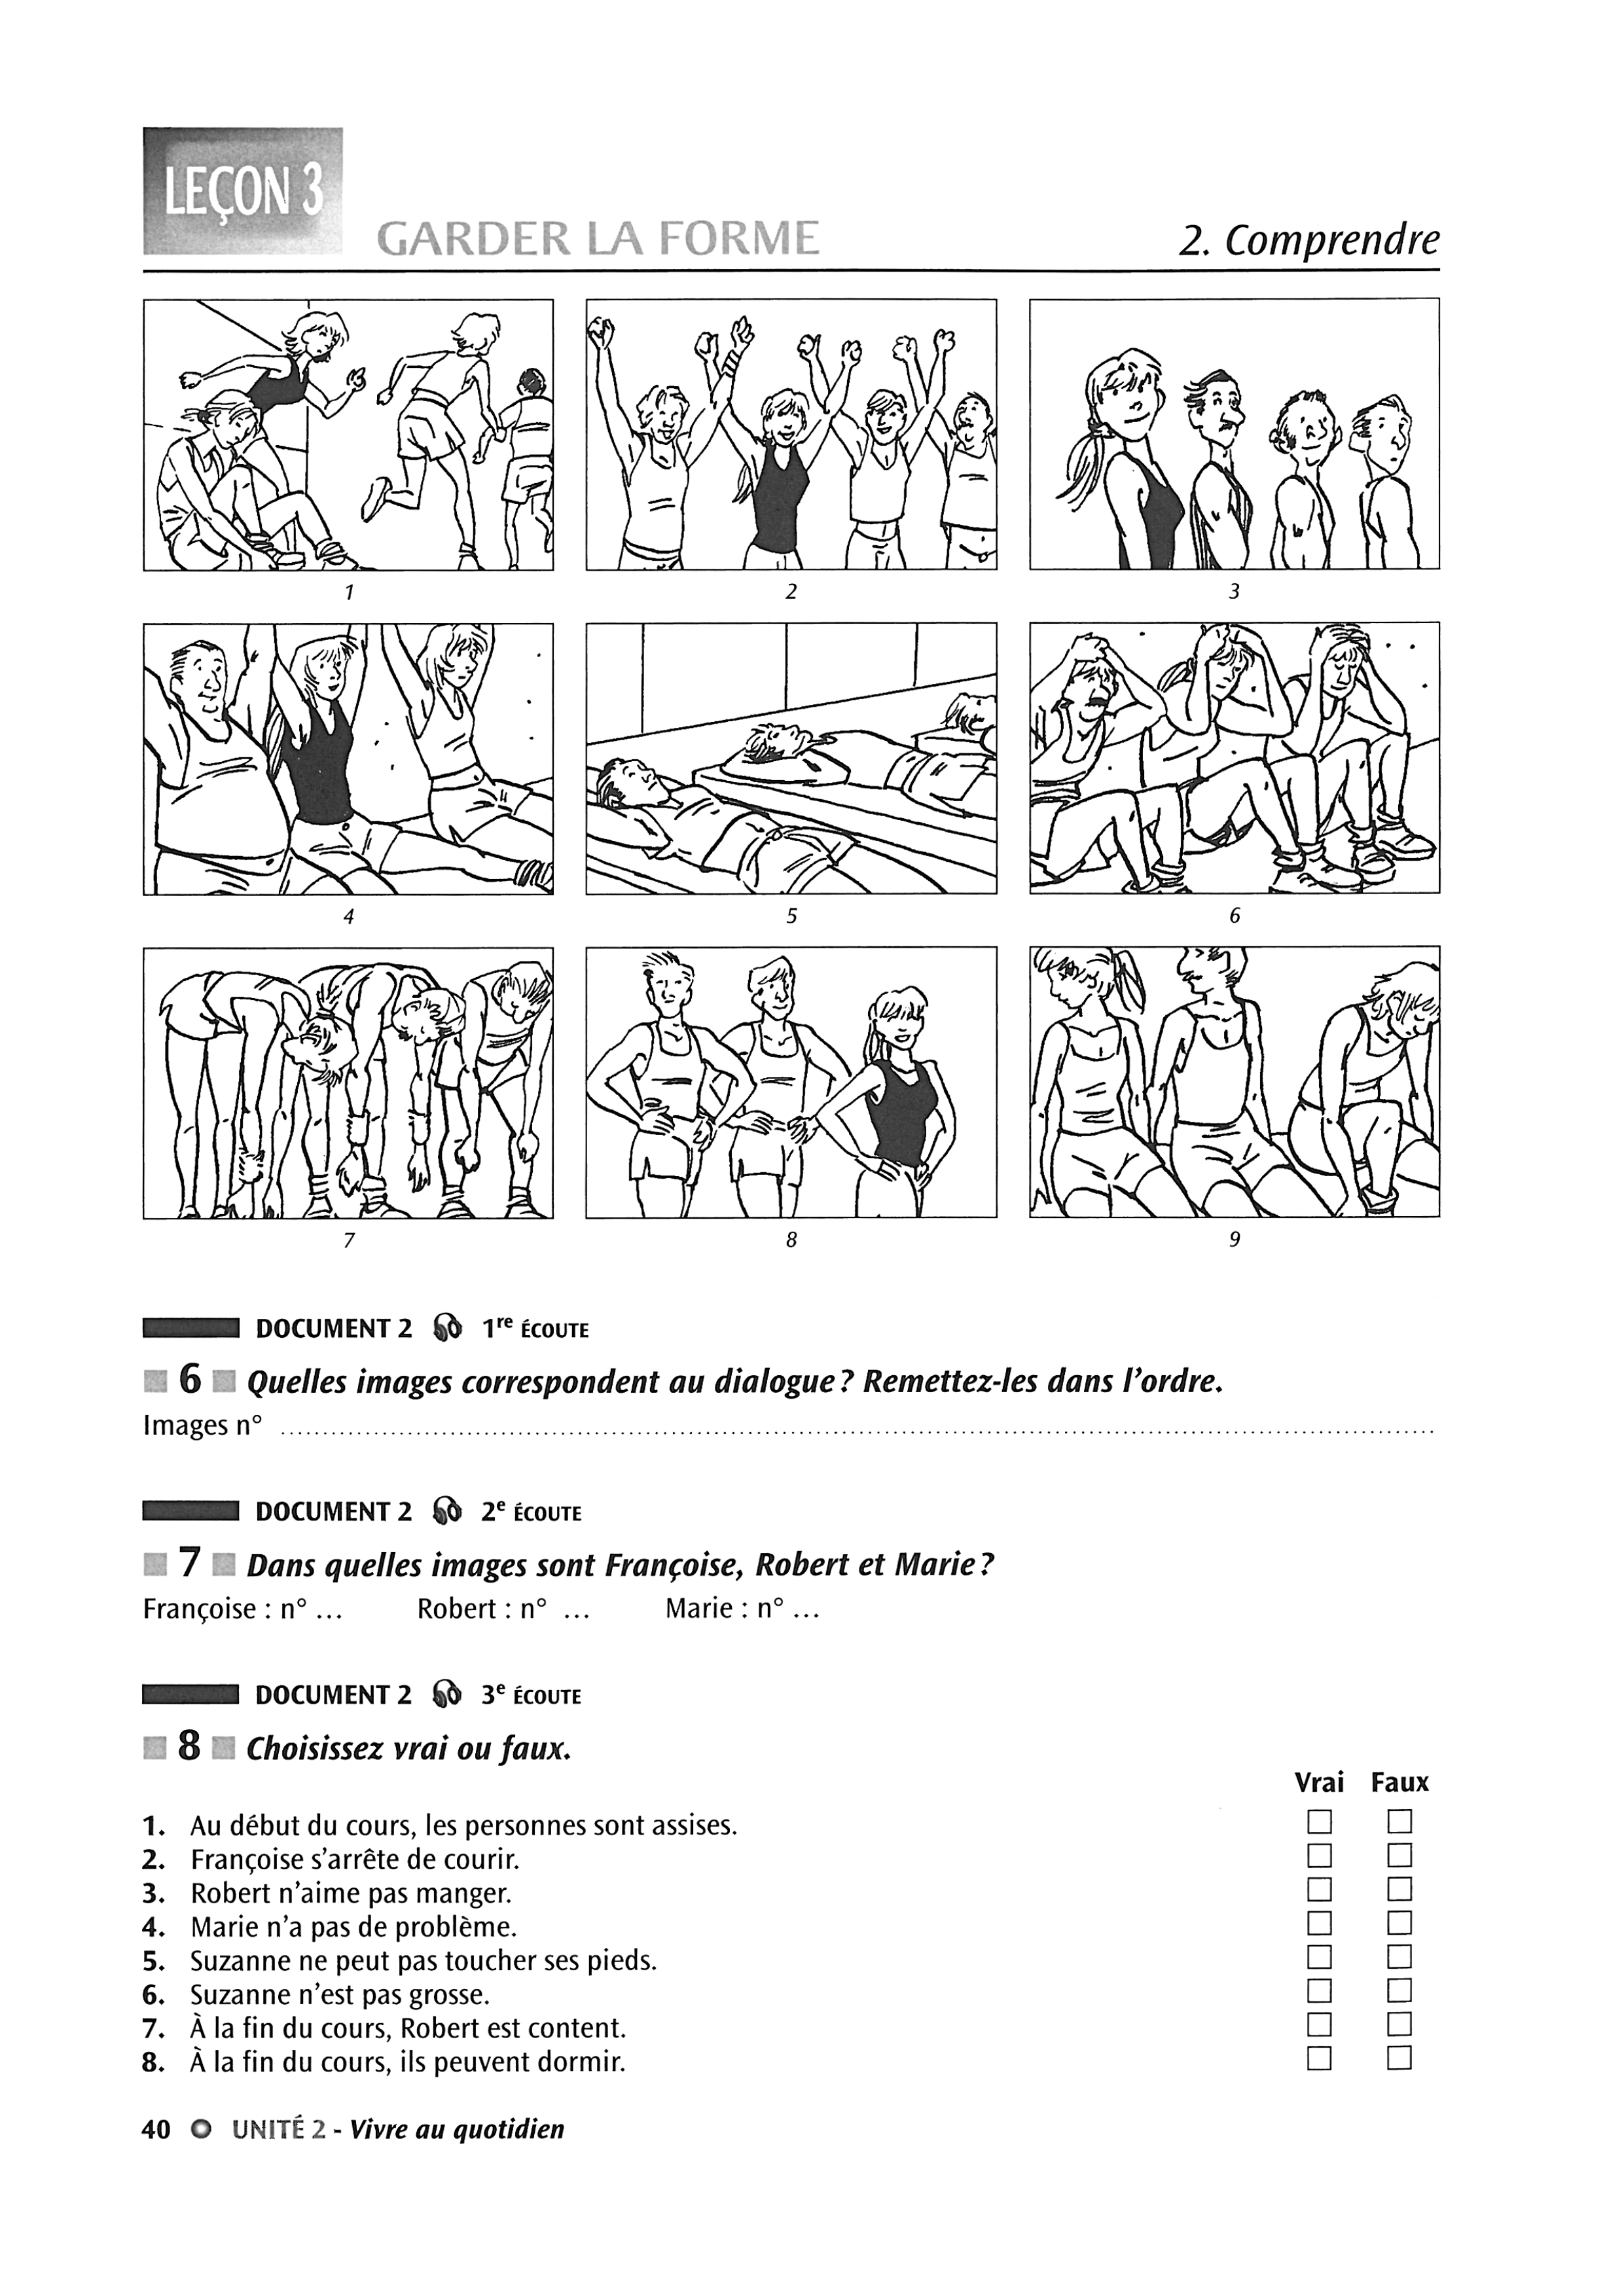 LEÇON 3
GARDER LA FORME
2. Comprendre
1
2
3
4
5
6
7
8
9
DOCUMENT 2 1re ÉCOUTE
6 Quelles images correspondent au dialogue ? Remettez-les dans l'ordre.
Images n° ....................................................................................................
DOCUMENT 2 2e ÉCOUTE
7 Dans quelles images sont Françoise, Robert et Marie ?
Françoise : n° ... Robert : n° ... Marie : n° ...
DOCUMENT 2 3e ÉCOUTE
8 Choisissez vrai ou faux.
Vrai Faux
1. Au début du cours, les personnes sont assises.
2. Françoise s'arrête de courir.
3. Robert n'aime pas manger.
4. Marie n'a pas de problème.
5. Suzanne ne peut pas toucher ses pieds.
6. Suzanne n'est pas grosse.
7. À la fin du cours, Robert est content.
8. À la fin du cours, ils peuvent dormir.
40 UNITÉ 2 - Vivre au quotidien